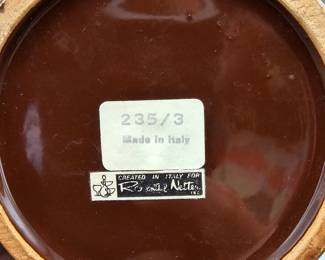 235/3
Made in Italy
CREATED IN ITALY FOR
Rosenthal Netter
INC